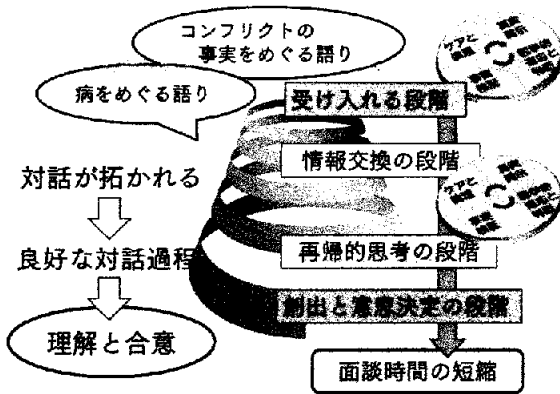 コンフリクトの
事実をめぐる語り
病をめぐる語り
受け入れる段階
情報交換の段階
対話が拓かれる
良好な対話過程
再帰的思考の段階
創出と意思決定の段階
理解と合意
面談時間の短縮